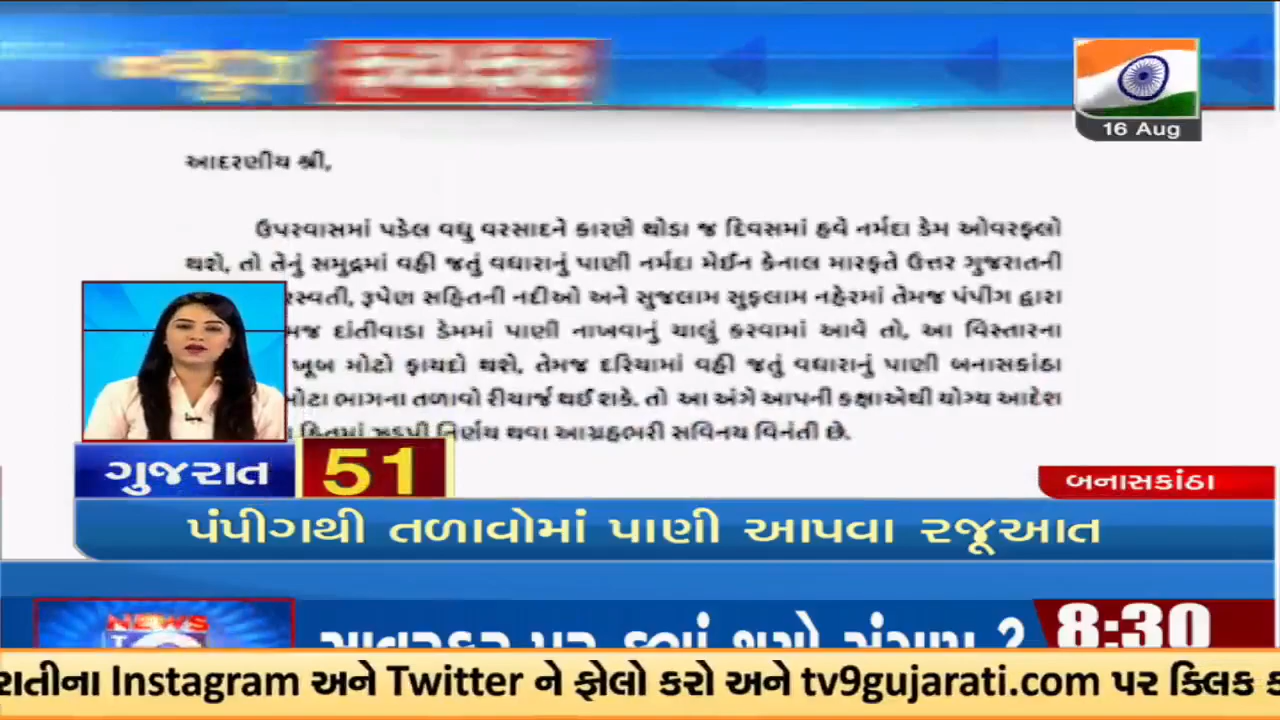 16 Aug
આદરણીય શ્રી,
ઉપરવાસમાં પડેલ વધુ વરસાદને કારણે થોડા જ દિવસમાં હવે નર્મદા ડેમ ઓવરફલો
થશે, તો તેનું સમુદ્રમાં વહી જતું વધારાનું પાણી નર્મદા મેઈન કેનાલ મારફતે ઉત્તર ગુજરાતની
રસ્વતી, રૂપેણ સહિતની નદીઓ અને સુજલામ સુફલામ નહેરમાં તેમજ પંપીગ દ્વારા
મજ દાંતીવાડા ડેમમાં પાણી નાખવાનું ચાલું કરવામાં આવે તો, આ વિસ્તારના
ખૂબ મોટો ફાયદો થશે, તેમજ દરિયામાં વહી જતું વધારાનું પાણી બનાસકાંઠા
મોટા ભાગના તળાવો રીચાર્જ થઈ શકે. તો આ અંગે આપની કક્ષાએથી યોગ્ય આદેશ
હિતમાં ઝડપી નિર્ણય થવા આગ્રહભરી સવિનય વિનંતી છે.
ગુજરાત 51
બનાસકાંઠા
પંપીગથી તળાવોમાં પાણી આપવા રજૂઆત
NEWS
8:30
રાતીના Instagram અને Twitter ને ફોલો કરો અને tv9gujarati.com પર ક્લિક ક